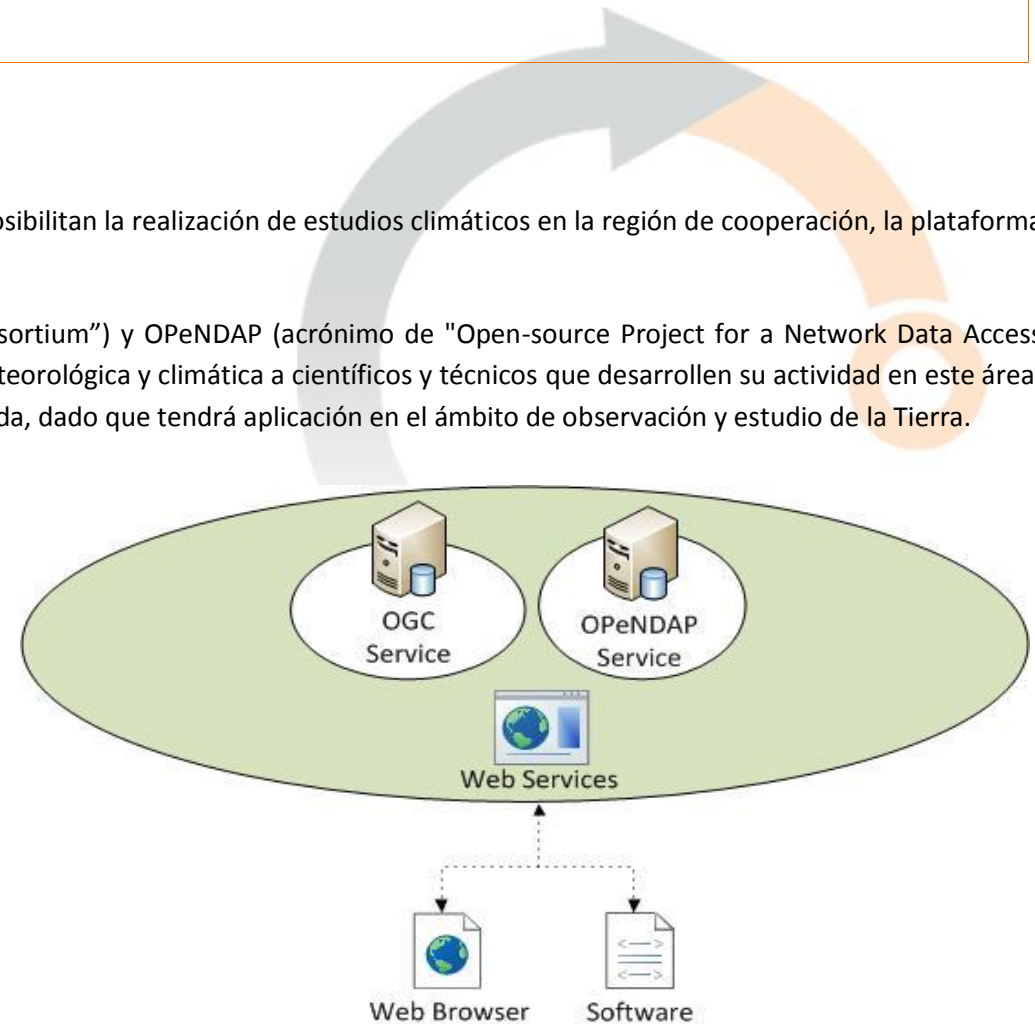 osibilitan la realización de estudios climáticos en la región de cooperación, la plataforma
sortium”) y OPeNDAP (acrónimo de "Open-source Project for a Network Data Access
teorológica y climática a científicos y técnicos que desarrollen su actividad en este área
da, dado que tendrá aplicación en el ámbito de observación y estudio de la Tierra.
OGC
Service
OPeNDAP
Service
Web Services
Web Browser
Software